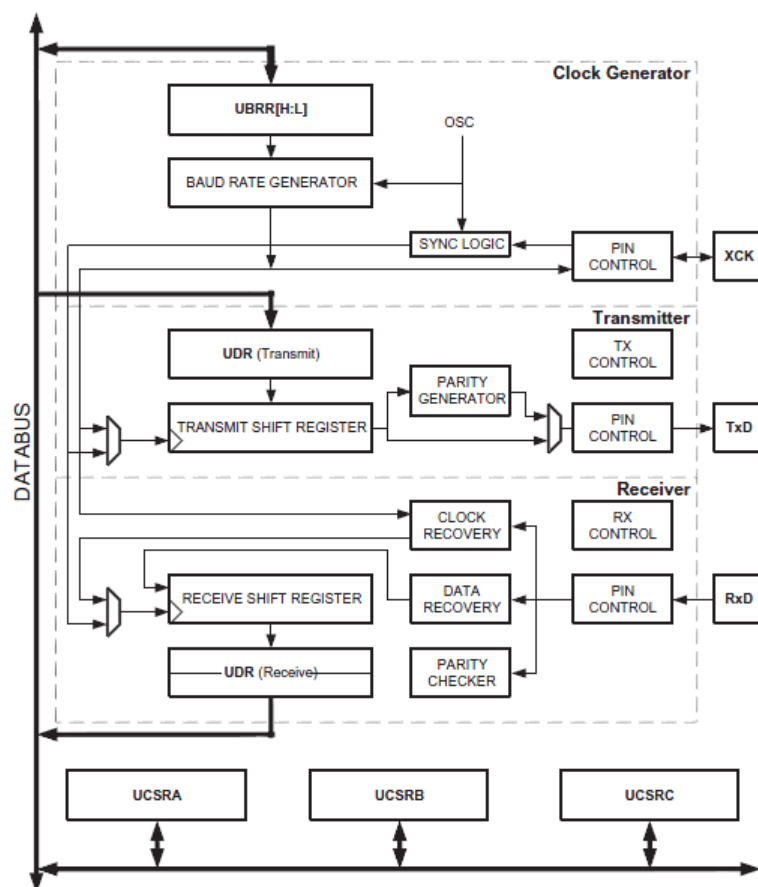 Clock Generator
UBRR[H:L]
OSC
BAUD RATE GENERATOR
SYNC LOGIC
PIN
CONTROL
XCK
Transmitter
UDR (Transmit)
TX
CONTROL
PARITY
GENERATOR
TRANSMIT SHIFT REGISTER
PIN
CONTROL
TxD
DATABUS
Receiver
CLOCK
RECOVERY
RX
CONTROL
RECEIVE SHIFT REGISTER
DATA
RECOVERY
PIN
CONTROL
RxD
UDR (Receive)
PARITY
CHECKER
UCSRA
UCSRB
UCSRC